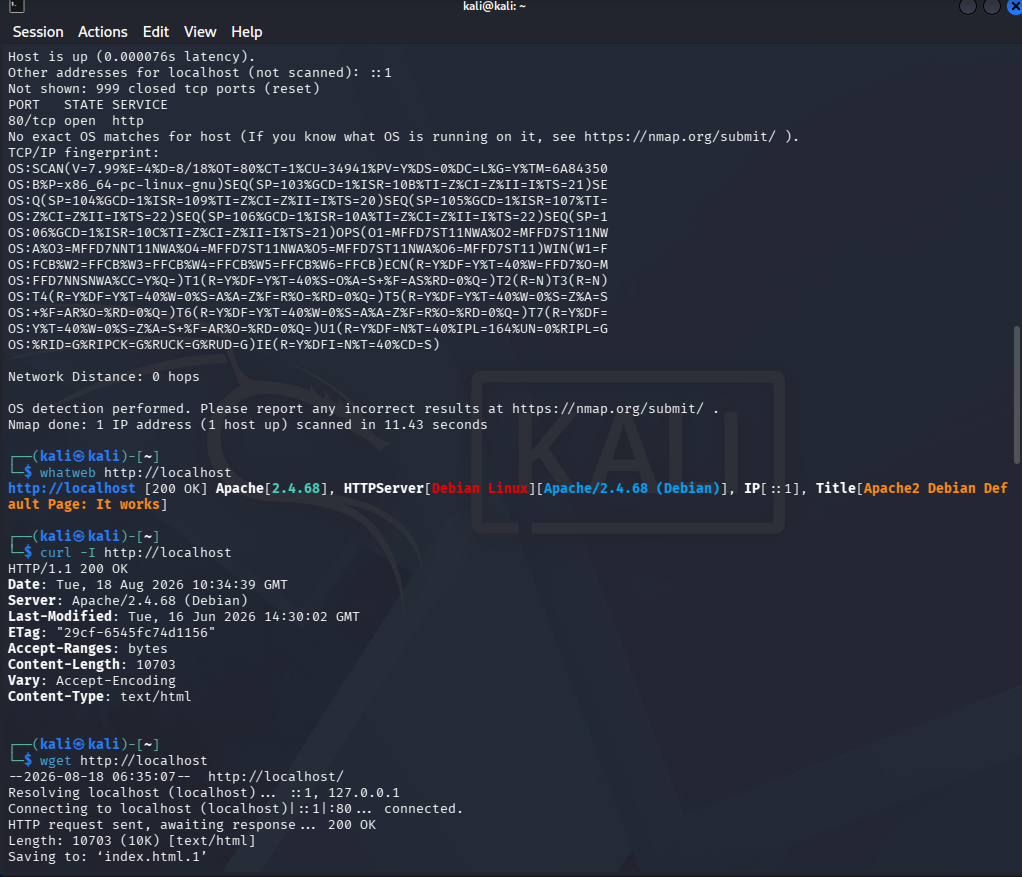 kali@kali: ~
Session Actions Edit View Help
Host is up (0.000076s latency).
Other addresses for localhost (not scanned): ::1
Not shown: 999 closed tcp ports (reset)
PORT   STATE SERVICE
80/tcp open  http
No exact OS matches for host (If you know what OS is running on it, see https://nmap.org/submit/ ).
TCP/IP fingerprint:
OS:SCAN(V=7.99%E=4%D=8/18%OT=80%CT=1%CU=34941%PV=Y%DS=0%DC=L%G=Y%TM=6A84350
OS:B%P=x86_64-pc-linux-gnu)SEQ(SP=103%GCD=1%ISR=10B%TI=Z%CI=Z%II=I%TS=21)SE
OS:Q(SP=104%GCD=1%ISR=109%TI=Z%CI=Z%II=I%TS=20)SEQ(SP=105%GCD=1%ISR=107%TI=
OS:Z%CI=Z%II=I%TS=22)SEQ(SP=106%GCD=1%ISR=10A%TI=Z%CI=Z%II=I%TS=22)SEQ(SP=1
OS:06%GCD=1%ISR=10C%TI=Z%CI=Z%II=I%TS=21)OPS(O1=MFFD7ST11NWA%O2=MFFD7ST11NW
OS:A%O3=MFFD7NNT11NWA%O4=MFFD7ST11NWA%O5=MFFD7ST11NWA%O6=MFFD7ST11)WIN(W1=F
OS:FCB%W2=FFCB%W3=FFCB%W4=FFCB%W5=FFCB%W6=FFCB)ECN(R=Y%DF=Y%T=40%W=FFD7%O=M
OS:FFD7NNSNWA%CC=Y%Q=)T1(R=Y%DF=Y%T=40%S=O%A=S+%F=AS%RD=0%Q=)T2(R=N)T3(R=N)
OS:T4(R=Y%DF=Y%T=40%W=0%S=A%A=Z%F=R%O=%RD=0%Q=)T5(R=Y%DF=Y%T=40%W=0%S=Z%A=S
OS:+%F=AR%O=%RD=0%Q=)T6(R=Y%DF=Y%T=40%W=0%S=A%A=Z%F=R%O=%RD=0%Q=)T7(R=Y%DF=
OS:Y%T=40%W=0%S=Z%A=S+%F=AR%O=%RD=0%Q=)U1(R=Y%DF=N%T=40%IPL=164%UN=0%RIPL=G
OS:%RID=G%RIPCK=G%RUCK=G%RUD=G)IE(R=Y%DFI=N%T=40%CD=S)
Network Distance: 0 hops
OS detection performed. Please report any incorrect results at https://nmap.org/submit/ .
Nmap done: 1 IP address (1 host up) scanned in 11.43 seconds
┌──(kali㉿kali)-[~]
└─$ whatweb http://localhost
http://localhost [200 OK] Apache[2.4.68], HTTPServer[Debian Linux][Apache/2.4.68 (Debian)], IP[::1], Title[Apache2 Debian Def
ault Page: It works]
┌──(kali㉿kali)-[~]
└─$ curl -I http://localhost
HTTP/1.1 200 OK
Date: Tue, 18 Aug 2026 10:34:39 GMT
Server: Apache/2.4.68 (Debian)
Last-Modified: Tue, 16 Jun 2026 14:30:02 GMT
ETag: "29cf-6545fc74d1156"
Accept-Ranges: bytes
Content-Length: 10703
Vary: Accept-Encoding
Content-Type: text/html
┌──(kali㉿kali)-[~]
└─$ wget http://localhost
--2026-08-18 06:35:07--  http://localhost/
Resolving localhost (localhost)... ::1, 127.0.0.1
Connecting to localhost (localhost)|::1|:80... connected.
HTTP request sent, awaiting response... 200 OK
Length: 10703 (10K) [text/html]
Saving to: ‘index.html.1’
KALI